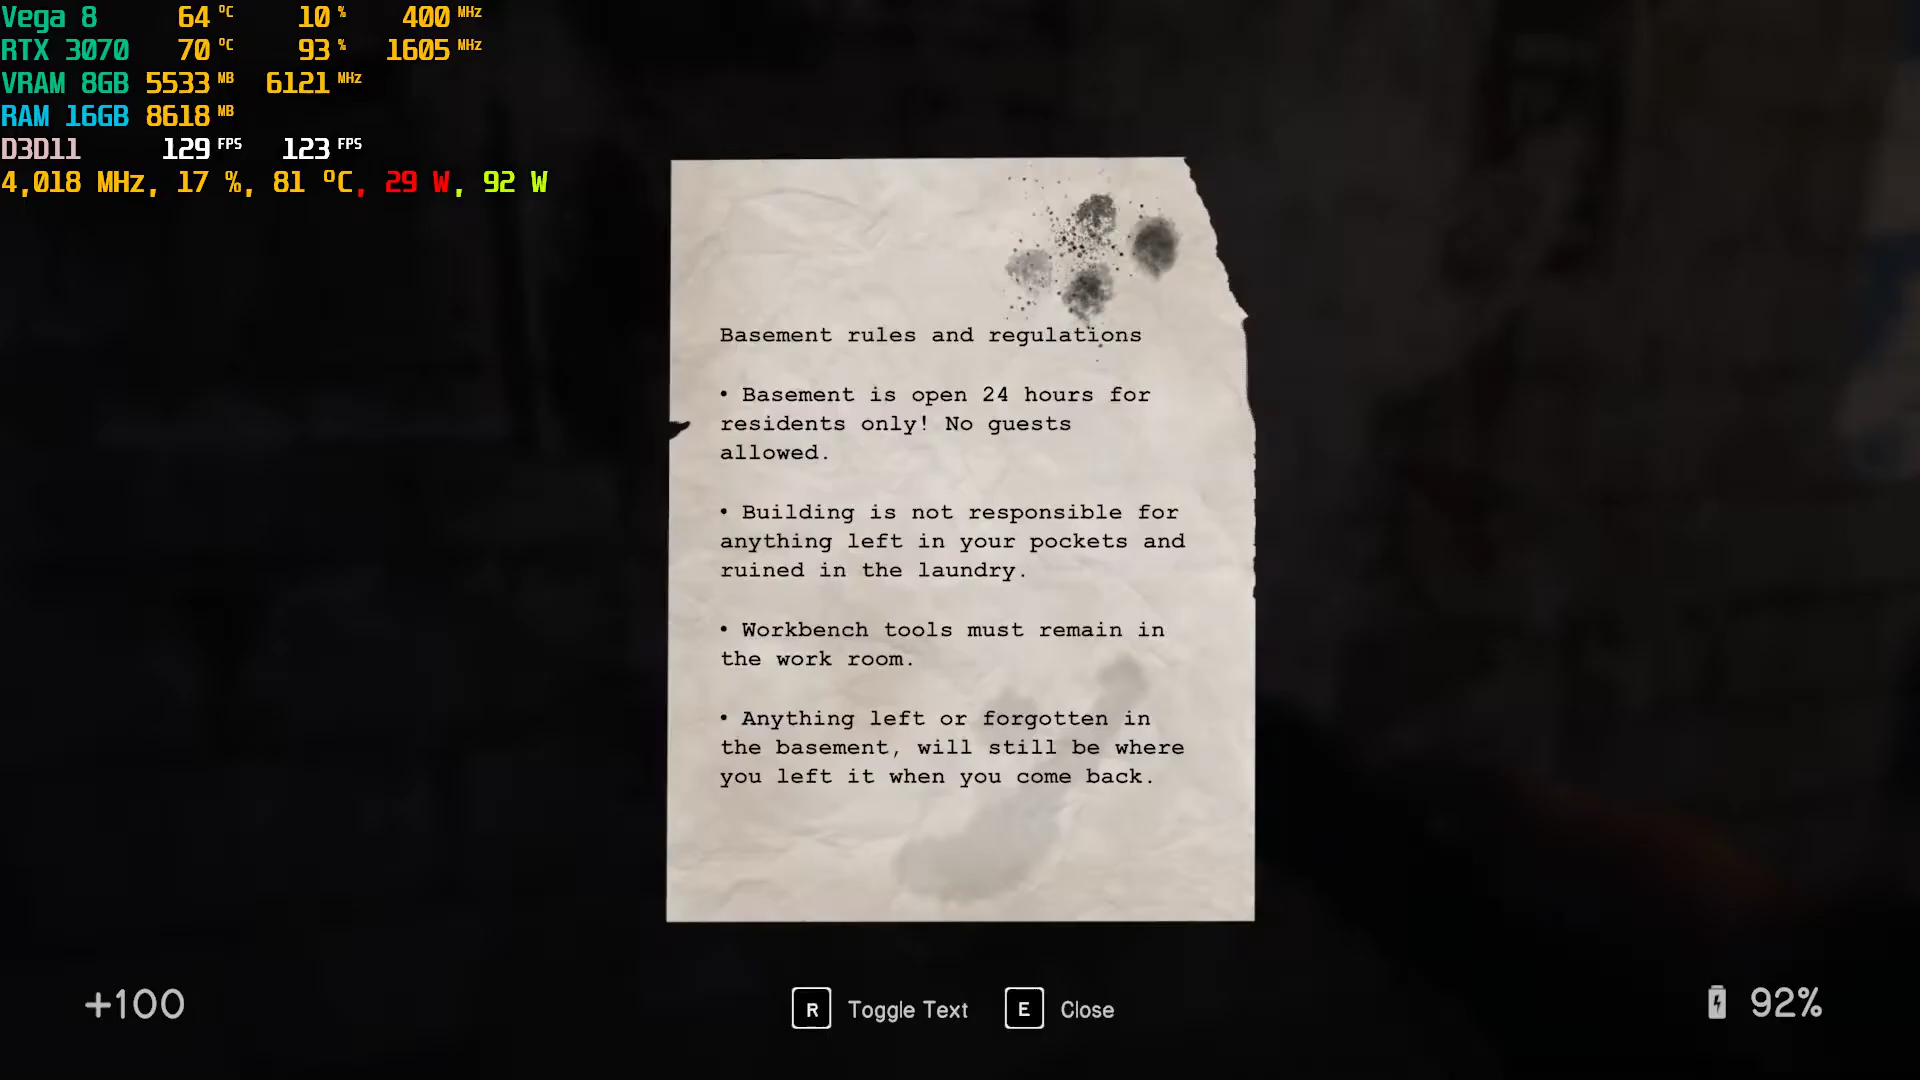 Vega 8 64 °C 10 % 400 MHz
RTX 3070 70 °C 93 % 1605 MHz
VRAM 8GB 5533 MB 6121 MHz
RAM 16GB 8618 MB
D3D11 129 FPS 123 FPS
4,018 MHz, 17 %, 81 °C, 29 W, 92 W
Basement rules and regulations
• Basement is open 24 hours for
residents only! No guests
allowed.
• Building is not responsible for
anything left in your pockets and
ruined in the laundry.
• Workbench tools must remain in
the work room.
• Anything left or forgotten in
the basement, will still be where
you left it when you come back.
+100
R Toggle Text E Close
92%